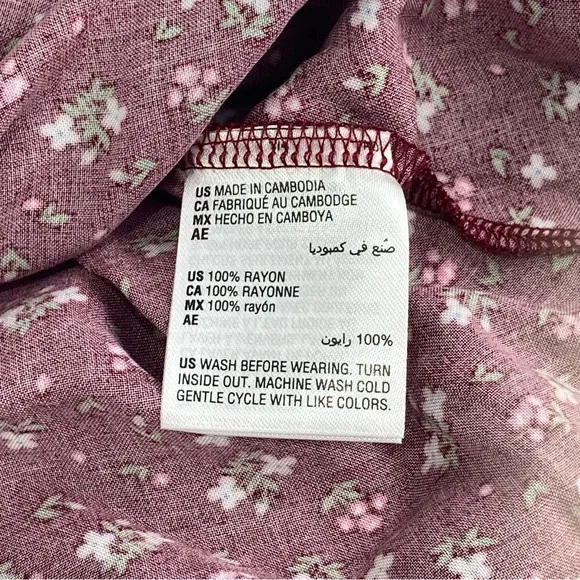 US MADE IN CAMBODIA
CA FABRIQUÉ AU CAMBODGE
MX HECHO EN CAMBOYA
AE
صُنع في كمبوديا
US 100% RAYON
CA 100% RAYONNE
MX 100% rayón
AE
100% رايون
US WASH BEFORE WEARING. TURN
INSIDE OUT. MACHINE WASH COLD
GENTLE CYCLE WITH LIKE COLORS.